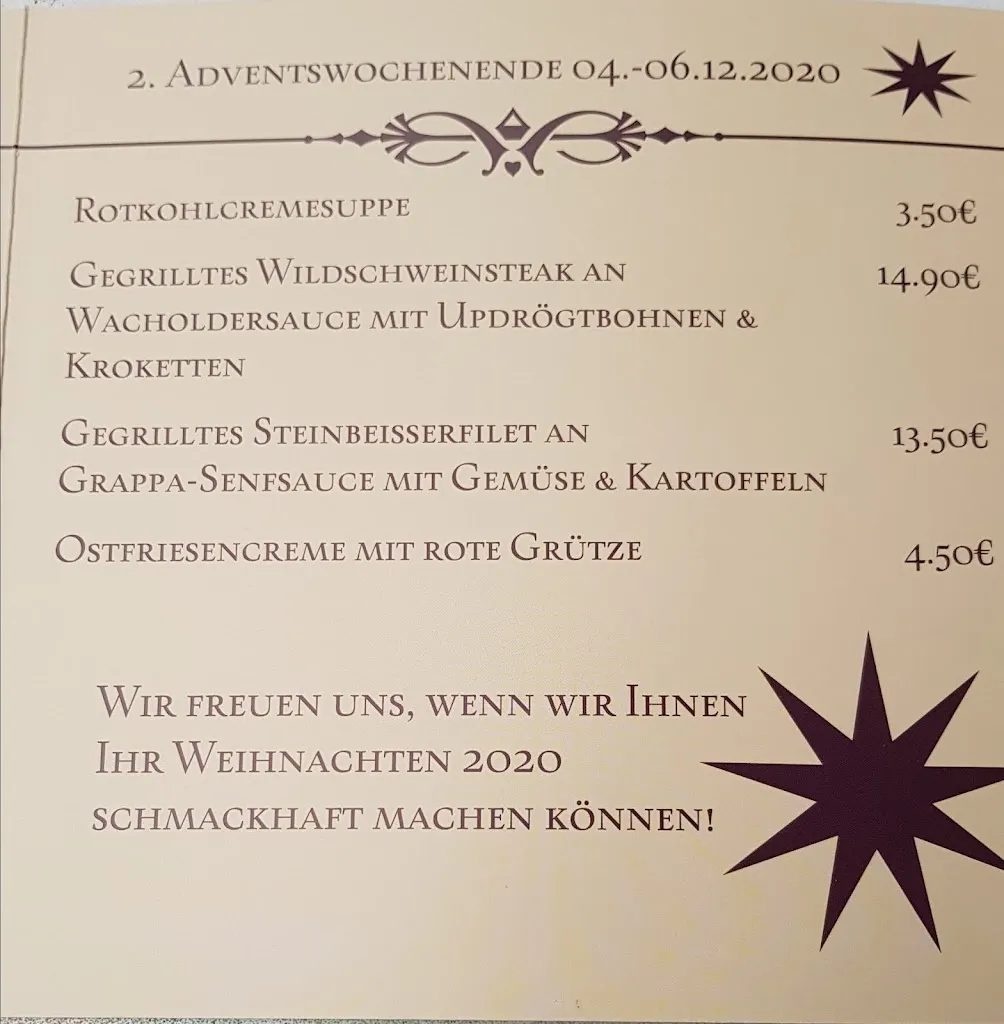 2. Adventswochenende 04.-06.12.2020
Rotkohlcremesuppe 3.50€
Gegrilltes Wildschweinsteak an 14.90€
Wacholdersauce mit Updrögtbohnen &
Kroketten
Gegrilltes Steinbeisserfilet an 13.50€
Grappa-Senfsauce mit Gemüse & Kartoffeln
Ostfriesencreme mit rote Grütze 4.50€
Wir freuen uns, wenn wir Ihnen
Ihr Weihnachten 2020
schmackhaft machen können!